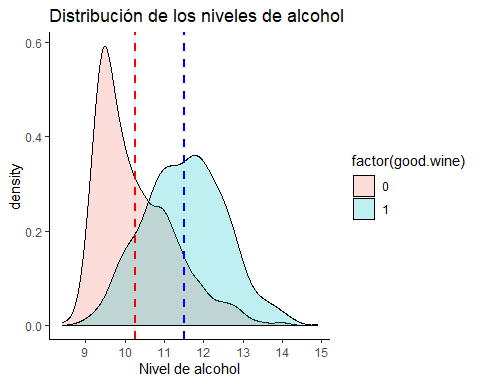 Distribución de los niveles de alcohol
0.6
0.4
0.2
0.0
density
9 10 11 12 13 14 15
Nivel de alcohol
factor(good.wine)
0
1